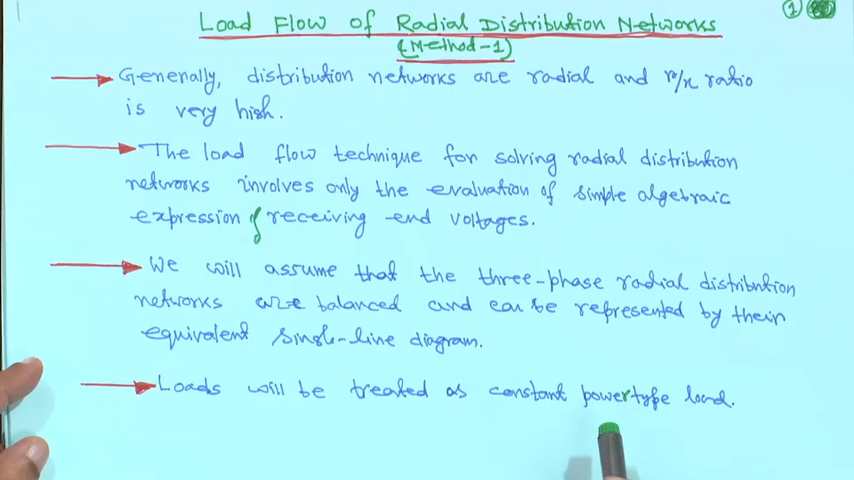 Load Flow of Radial Distribution Networks
(Method-1)
1
Generally, distribution networks are radial and r/x ratio
is very high.
The load flow technique for solving radial distribution
networks involves only the evaluation of simple algebraic
expression of receiving end voltages.
We will assume that the three-phase radial distribution
networks are balanced and can be represented by their
equivalent single-line diagram.
Loads will be treated as constant power type load.